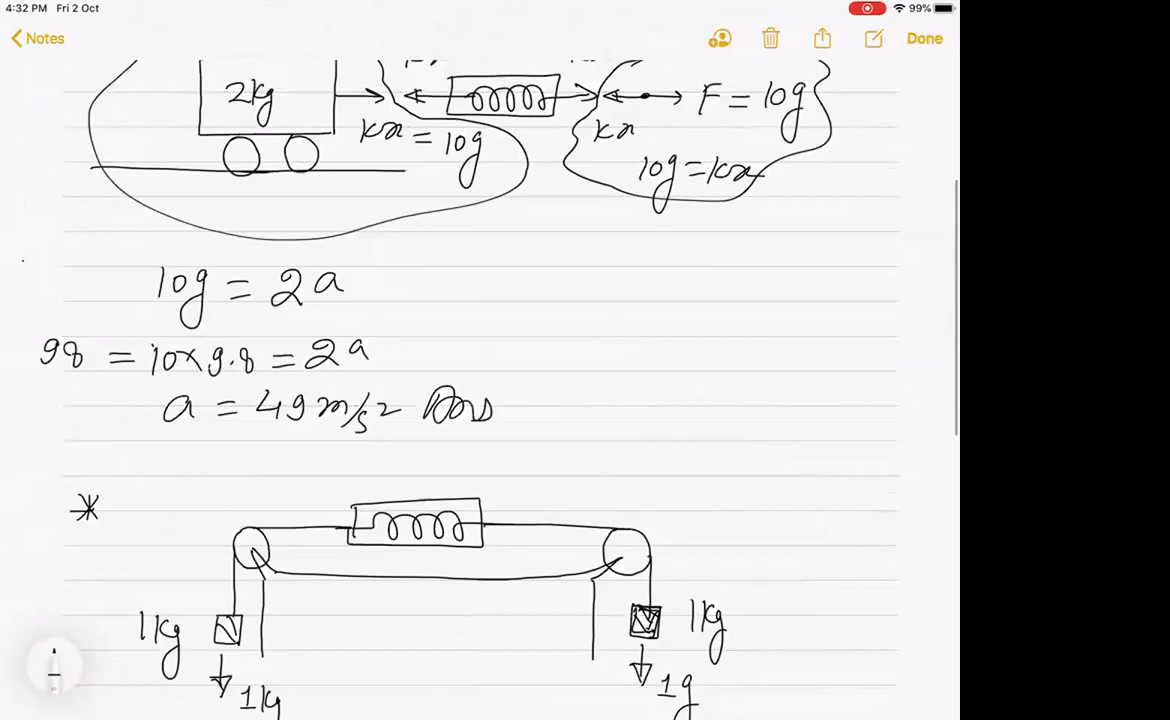 4:32 PM Fri 2 Oct
99%
Notes
Done
2kg
F = 10g
kx = 10g
kx
10g = kx
10g = 2a
98 = 10×9.8 = 2a
a = 49 m/s2 Ans
*
1kg
1kg
1kg
1g